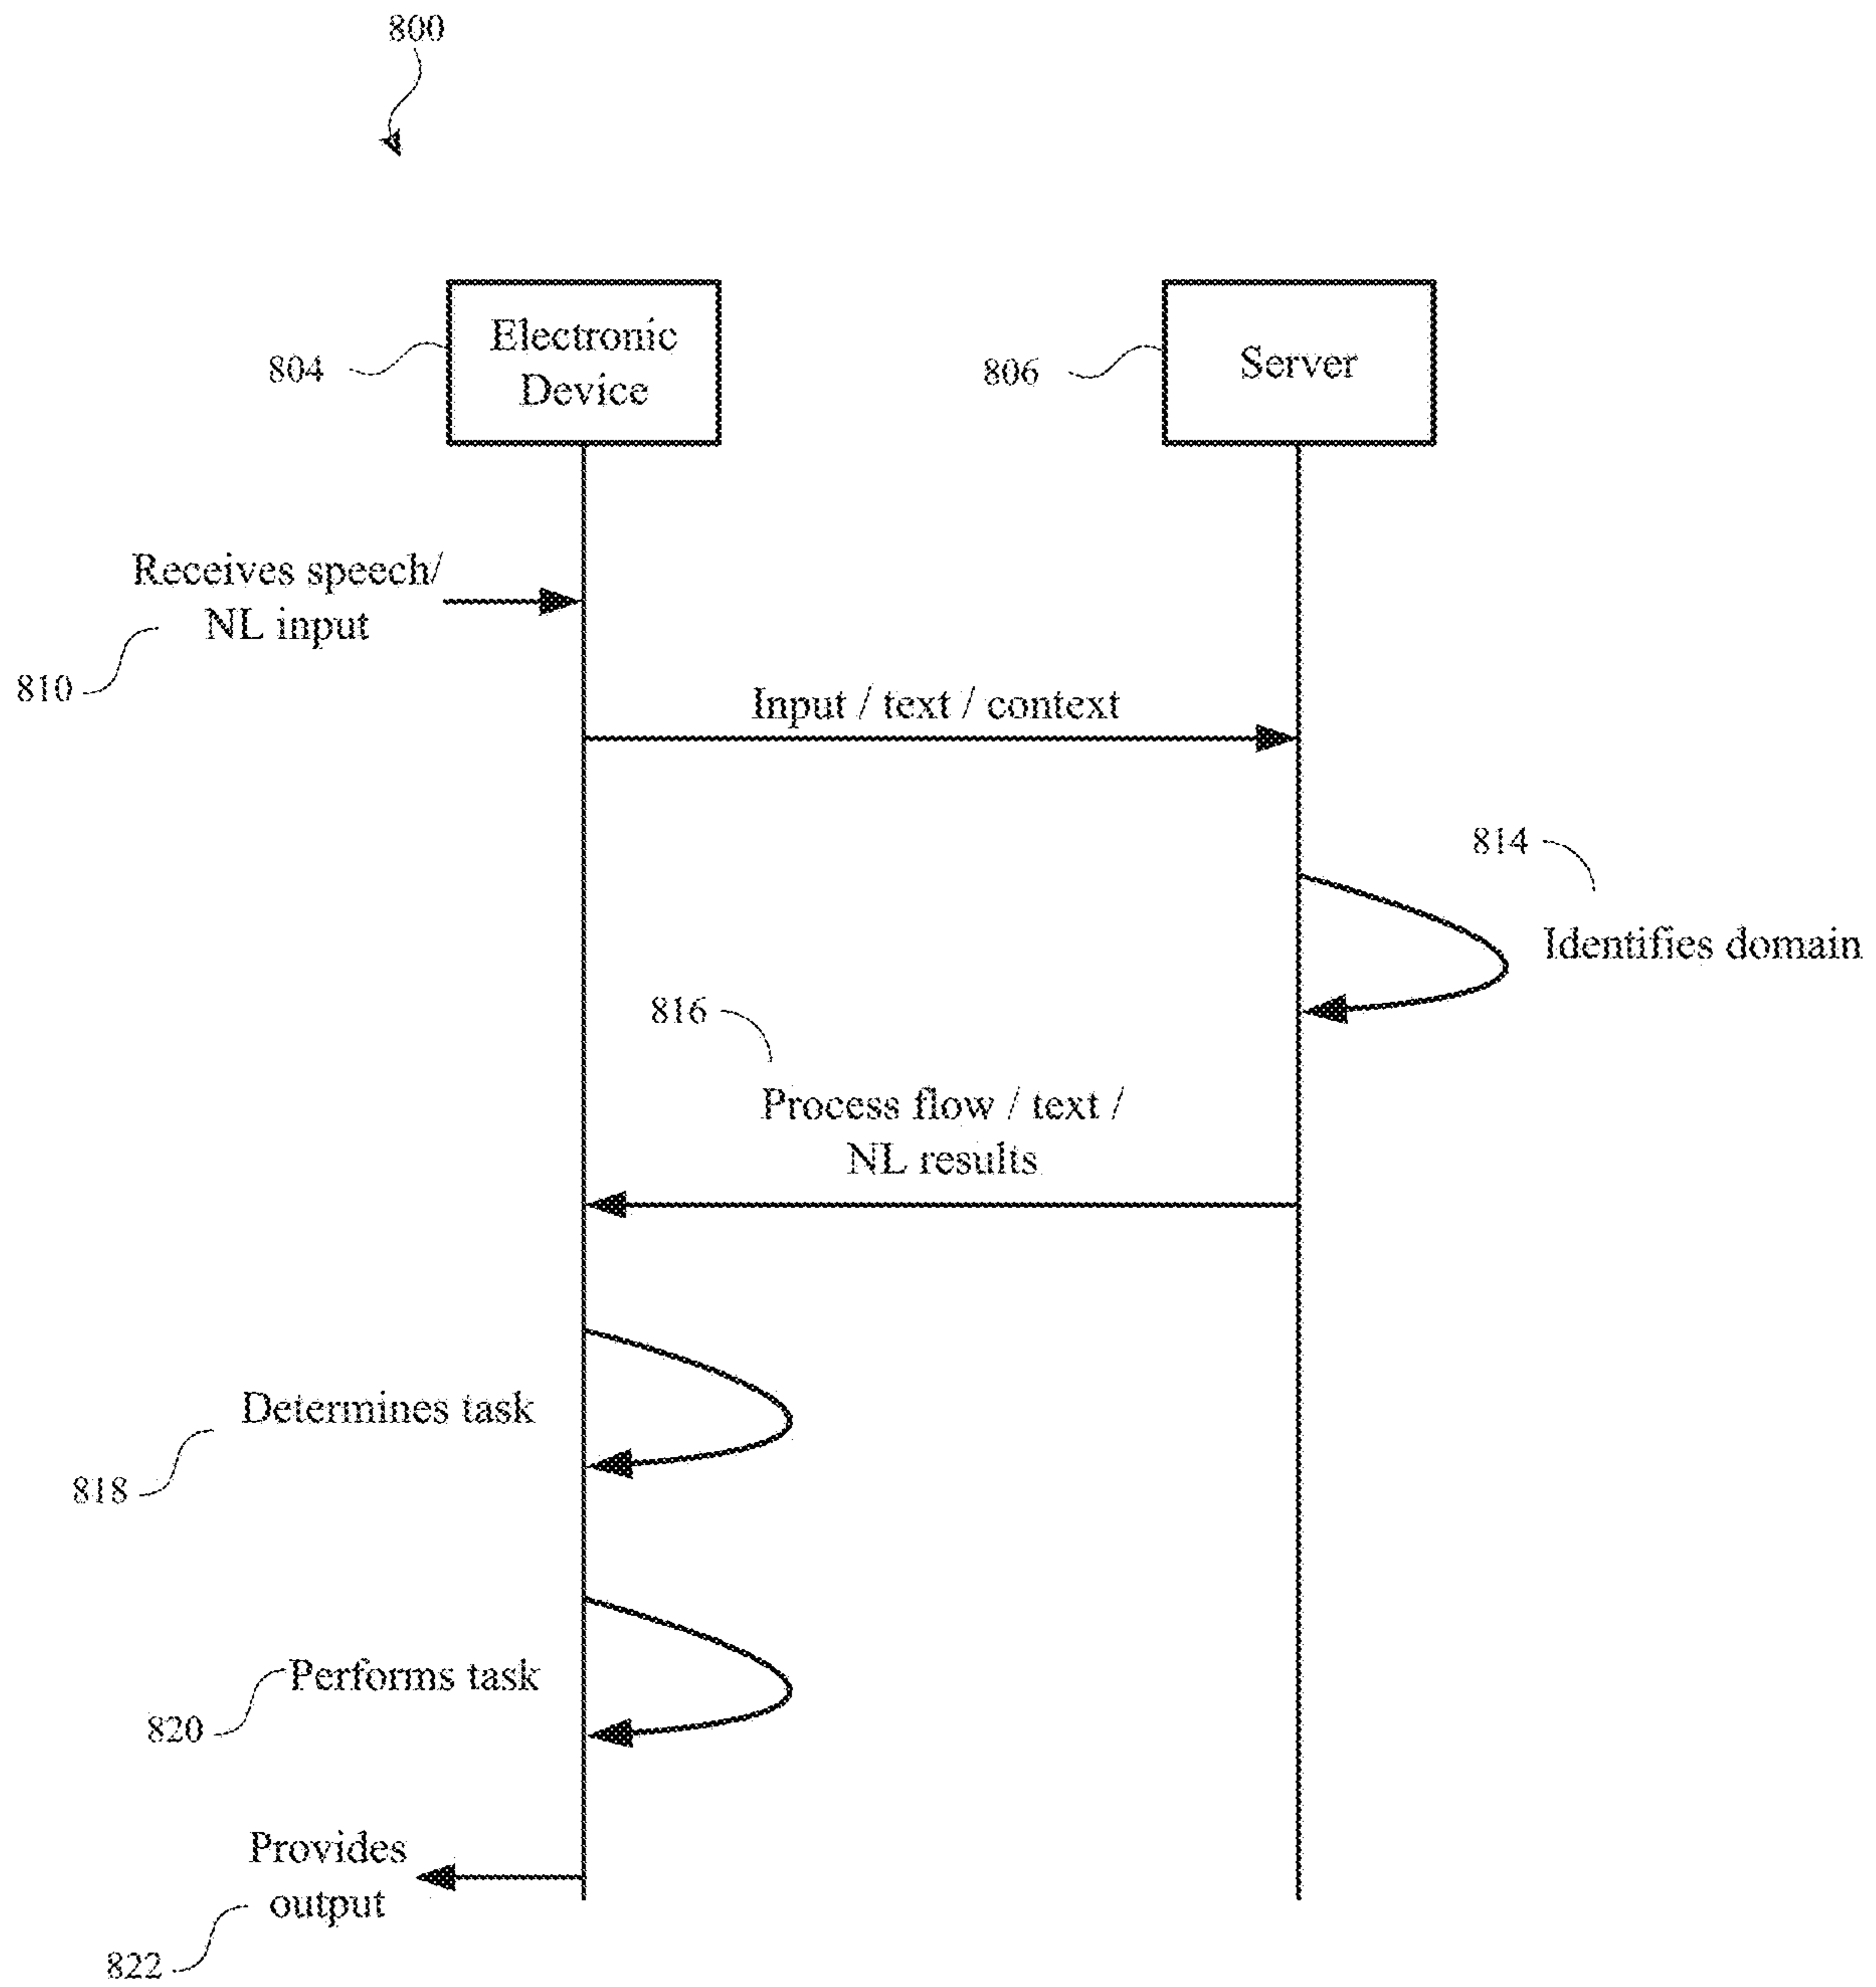 800
Electronic
Device
804
Server
806
Receives speech/
NL input
810
Input / text / context
814
Identifies domain
816
Process flow / text /
NL results
Determines task
818
Performs task
820
Provides
output
822